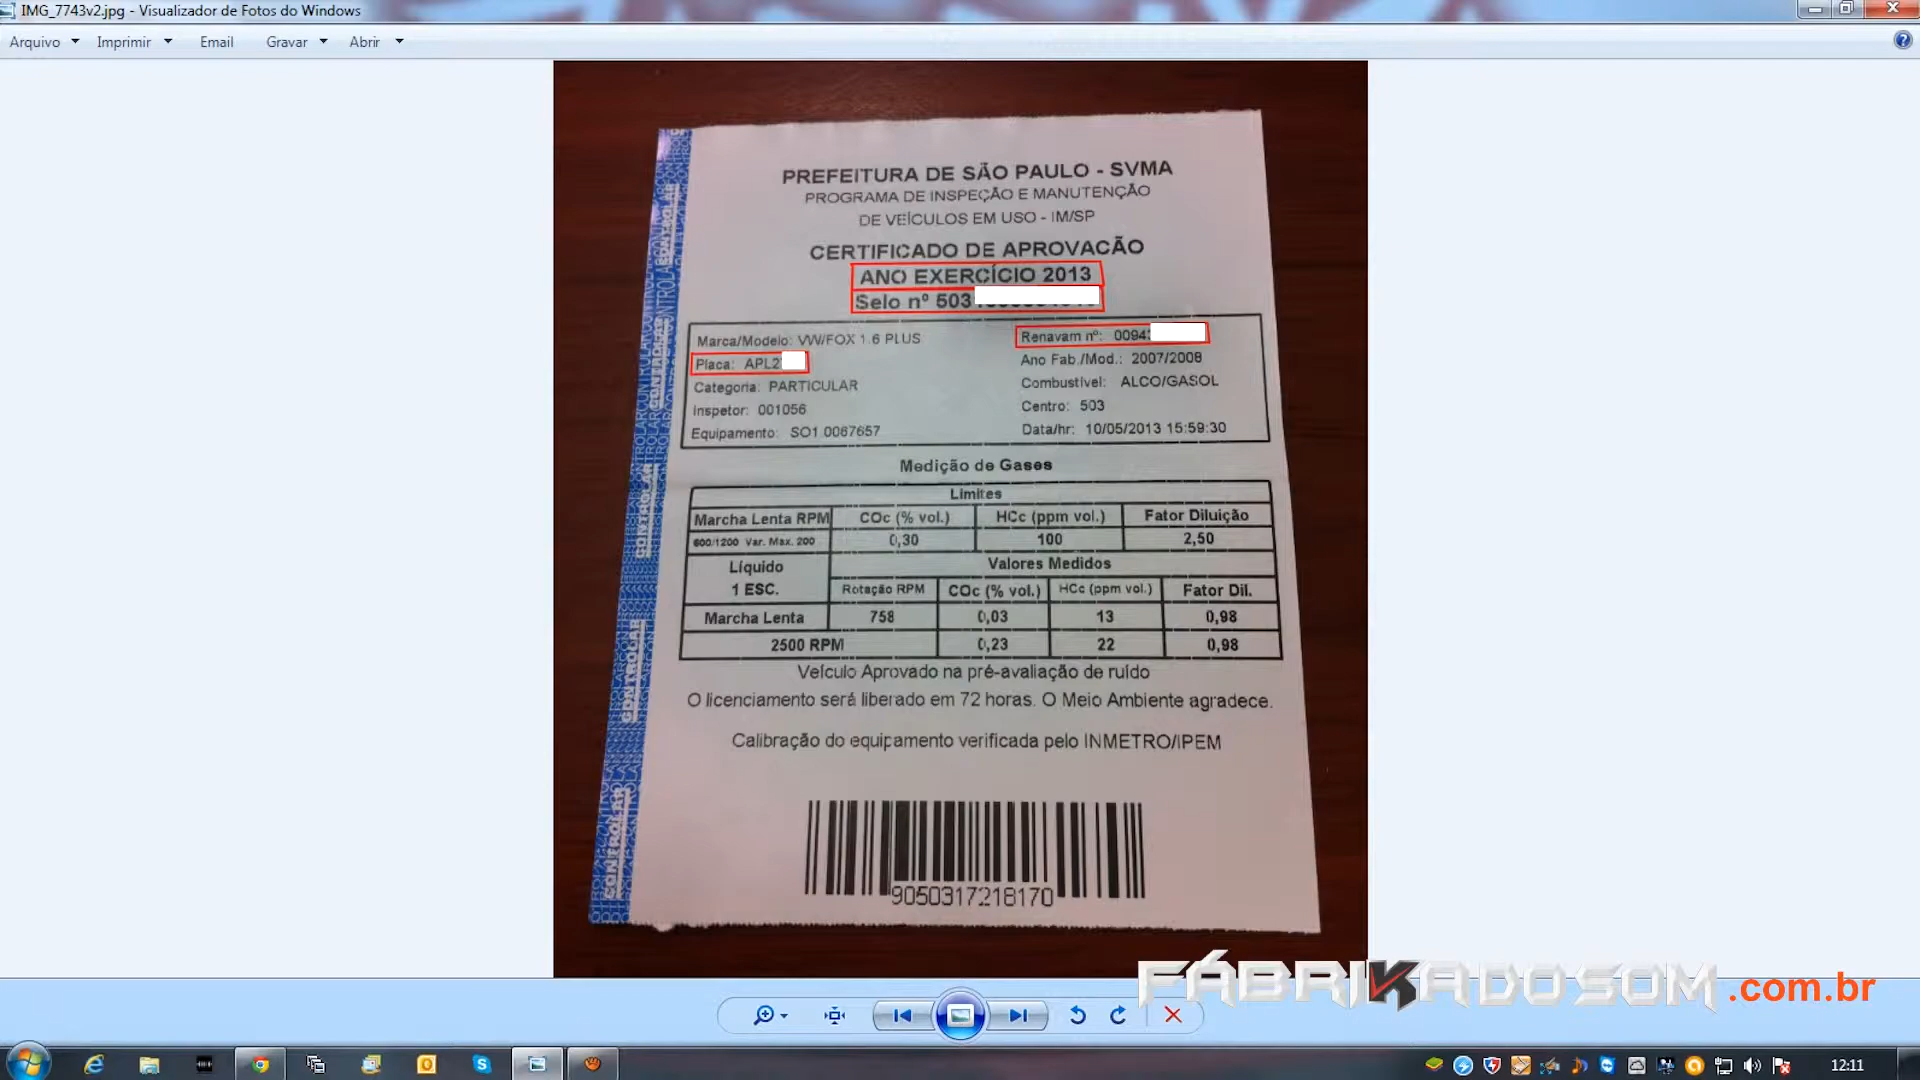 IMG_7743v2.jpg - Visualizador de Fotos do Windows
Arquivo Imprimir Email Gravar Abrir
PREFEITURA DE SÃO PAULO - SVMA
PROGRAMA DE INSPEÇÃO E MANUTENÇÃO
DE VEÍCULOS EM USO - IM/SP
CERTIFICADO DE APROVAÇÃO
ANO EXERCÍCIO 2013
Selo nº 503
Marca/Modelo: VW/FOX 1.6 PLUS Renavam nº: 0094
Placa: APL2 Ano Fab./Mod.: 2007/2008
Categoria: PARTICULAR Combustível: ALCO/GASOL
Inspetor: 001056 Centro: 503
Equipamento: SO1 0067657 Data/hr: 10/05/2013 15:59:30
Medição de Gases
Limites
Marcha Lenta RPM COc (% vol.) HCc (ppm vol.) Fator Diluição
600/1200 Var. Max. 200 0,30 100 2,50
Líquido Valores Medidos
1 ESC. Rotação RPM COc (% vol.) HCc (ppm vol.) Fator Dil.
Marcha Lenta 758 0,03 13 0,98
2500 RPM 0,23 22 0,98
Veículo Aprovado na pré-avaliação de ruído
O licenciamento será liberado em 72 horas. O Meio Ambiente agradece.
Calibração do equipamento verificada pelo INMETRO/IPEM
9050317218170
CONTROLAR
FÁBRIKADOSOM.com.br
12:11